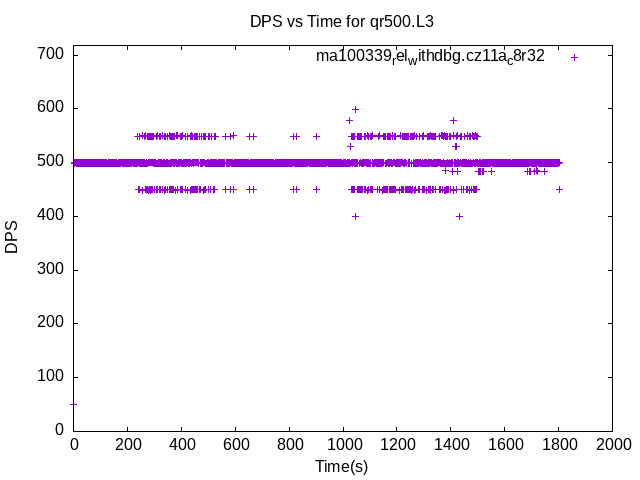 DPS vs Time for qr500.L3
ma100339relwithdbg.cz11ac8r32
700
600
500
400
300
200
100
0
DPS
0 200 400 600 800 1000 1200 1400 1600 1800 2000
Time(s)